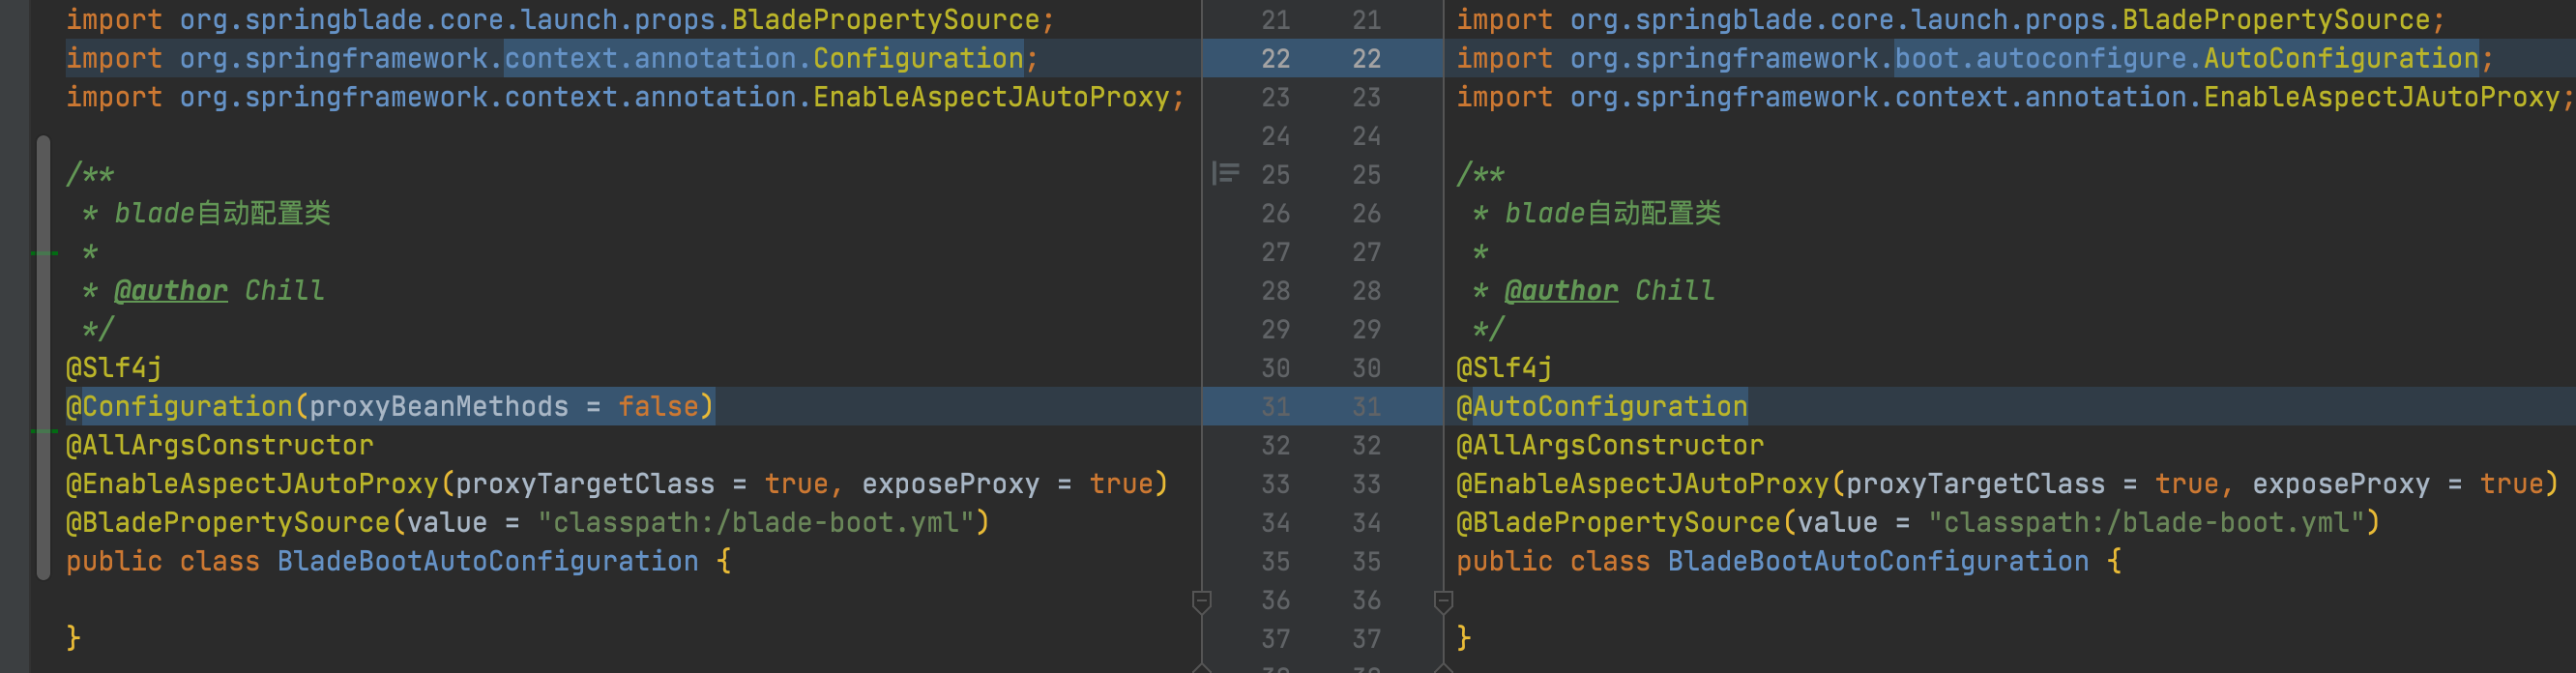 import org.springblade.core.launch.props.BladePropertySource;
import org.springframework.context.annotation.Configuration;
import org.springframework.context.annotation.EnableAspectJAutoProxy;
/**
 * blade自动配置类
 *
 * @author Chill
 */
@Slf4j
@Configuration(proxyBeanMethods = false)
@AllArgsConstructor
@EnableAspectJAutoProxy(proxyTargetClass = true, exposeProxy = true)
@BladePropertySource(value = "classpath:/blade-boot.yml")
public class BladeBootAutoConfiguration {
}
21 21
22 22
23 23
24 24
25 25
26 26
27 27
28 28
29 29
30 30
31 31
32 32
33 33
34 34
35 35
36 36
37 37
import org.springblade.core.launch.props.BladePropertySource;
import org.springframework.boot.autoconfigure.AutoConfiguration;
import org.springframework.context.annotation.EnableAspectJAutoProxy;
/**
 * blade自动配置类
 *
 * @author Chill
 */
@Slf4j
@AutoConfiguration
@AllArgsConstructor
@EnableAspectJAutoProxy(proxyTargetClass = true, exposeProxy = true)
@BladePropertySource(value = "classpath:/blade-boot.yml")
public class BladeBootAutoConfiguration {
}